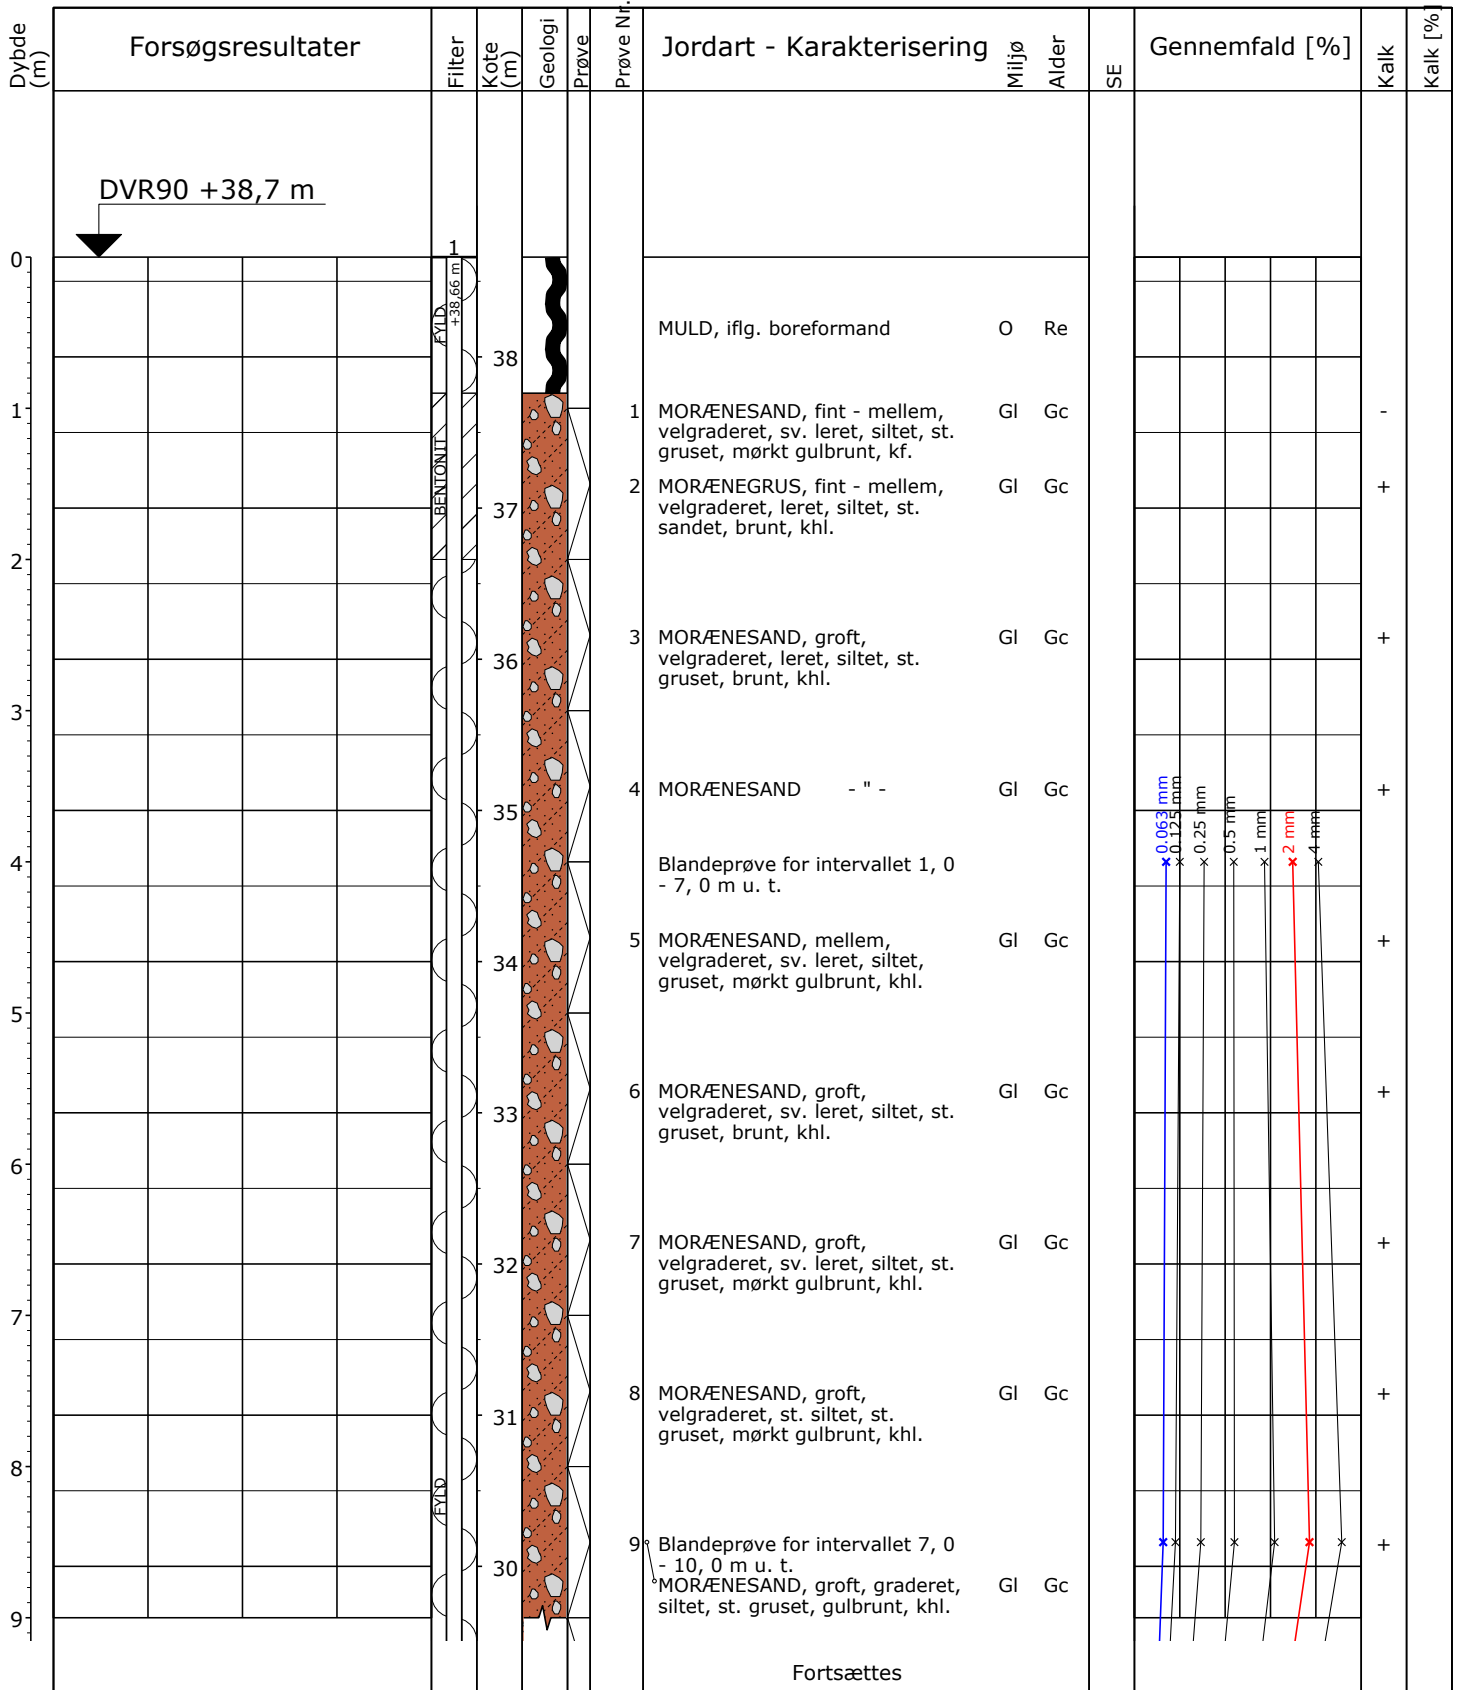 Dybde (m)
Forsøgsresultater
Filter
Kote (m)
Geologi
Prøve
Prøve Nr.
Jordart - Karakterisering
Miljø
Alder
SE
Gennemfald [%]
Kalk
Kalk [%]
DVR90 +38,7 m
1
0
FYLD
+38,66 m
MULD, iflg. boreformand O Re
38
1
1 MORÆNESAND, fint - mellem, Gl Gc -
velgraderet, sv. leret, siltet, st.
gruset, mørkt gulbrunt, kf.
BENTONIT
2 MORÆNEGRUS, fint - mellem, Gl Gc +
velgraderet, leret, siltet, st.
sandet, brunt, khl.
37
2
3 MORÆNESAND, groft, Gl Gc +
velgraderet, leret, siltet, st.
gruset, brunt, khl.
36
3
4 MORÆNESAND - " - Gl Gc +
35
0.063 mm
0.125 mm
0.25 mm
0.5 mm
1 mm
2 mm
4 mm
4
Blandeprøve for intervallet 1, 0
- 7, 0 m u. t.
5 MORÆNESAND, mellem, Gl Gc +
velgraderet, sv. leret, siltet,
gruset, mørkt gulbrunt, khl.
34
5
6 MORÆNESAND, groft, Gl Gc +
velgraderet, sv. leret, siltet, st.
gruset, brunt, khl.
33
6
7 MORÆNESAND, groft, Gl Gc +
velgraderet, sv. leret, siltet, st.
gruset, mørkt gulbrunt, khl.
32
7
8 MORÆNESAND, groft, Gl Gc +
velgraderet, st. siltet, st.
gruset, mørkt gulbrunt, khl.
31
8
FYLD
9 Blandeprøve for intervallet 7, 0 +
- 10, 0 m u. t.
30
MORÆNESAND, groft, graderet, Gl Gc
siltet, st. gruset, gulbrunt, khl.
9
Fortsættes